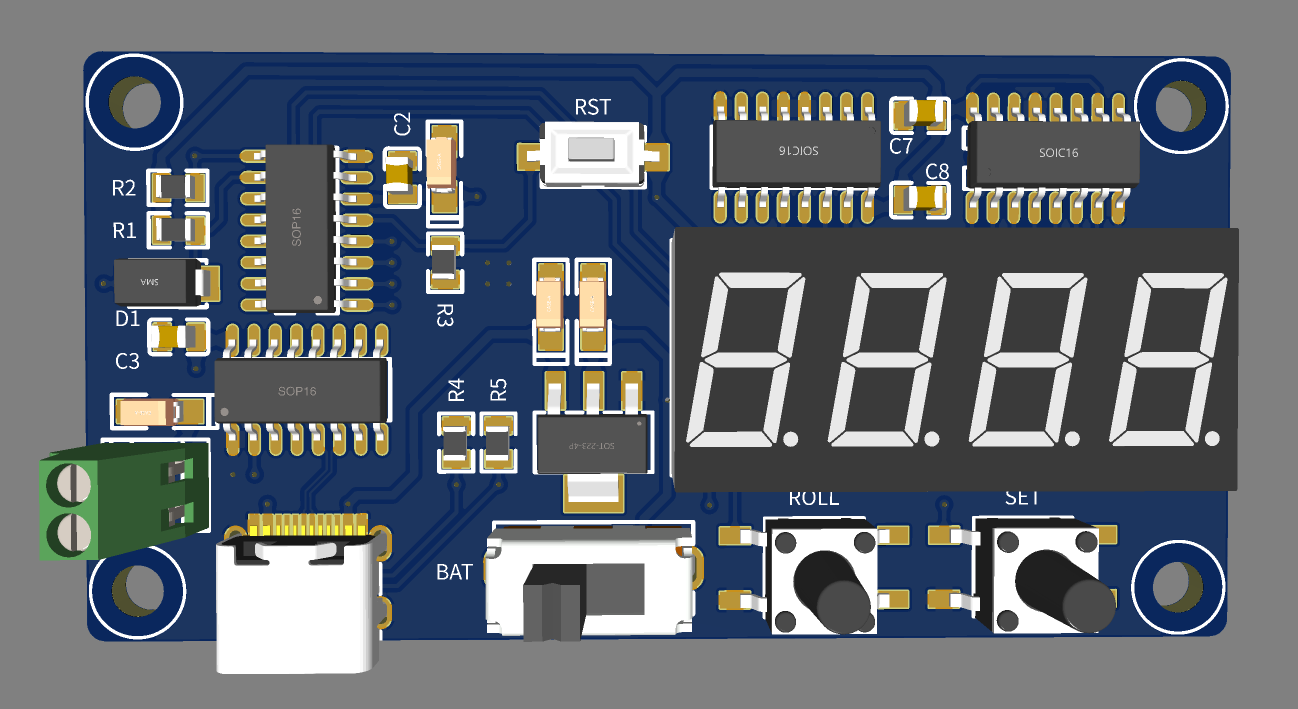 RST
C2
C7
SOIC16
SOIC16
C8
R2
R1
SOP16
SMA
D1
R3
C3
SOP16
R4
R5
SOT-223-4P
ROLL
SET
BAT